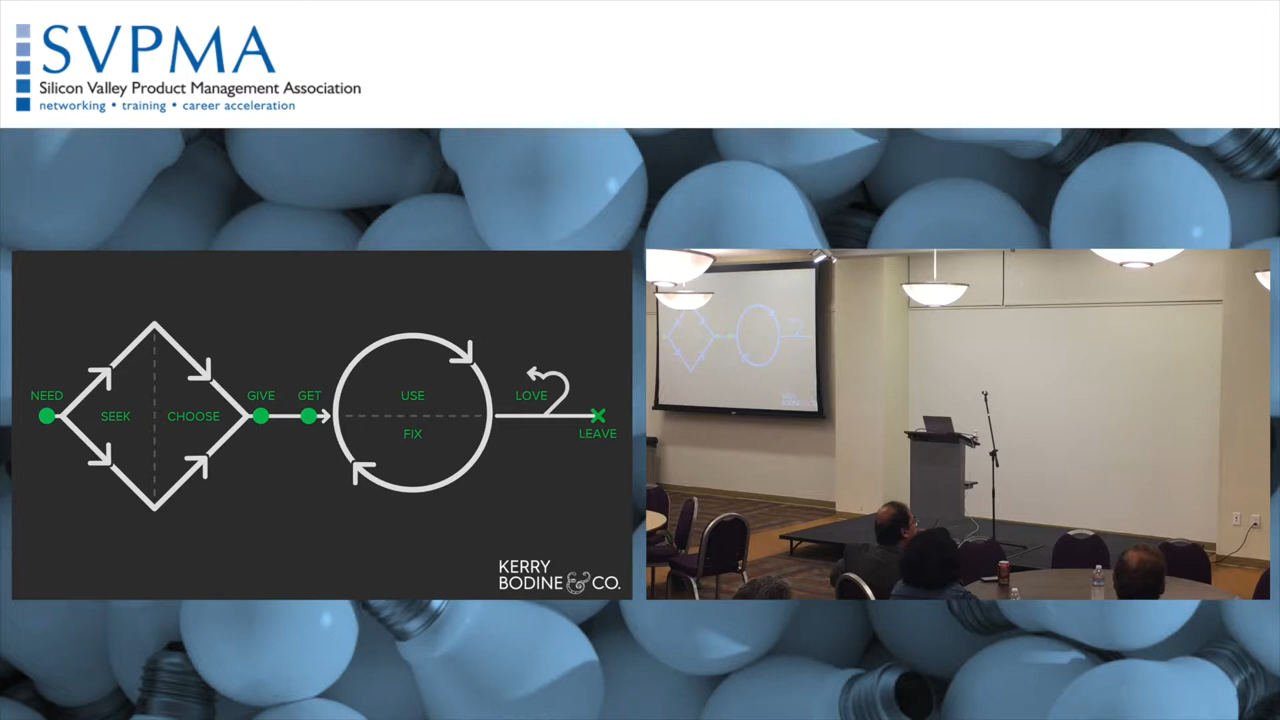 SVPMA
Silicon Valley Product Management Association
networking • training • career acceleration
NEED
SEEK
CHOOSE
GIVE
GET
USE
FIX
LOVE
LEAVE
KERRY
BODINE & CO.